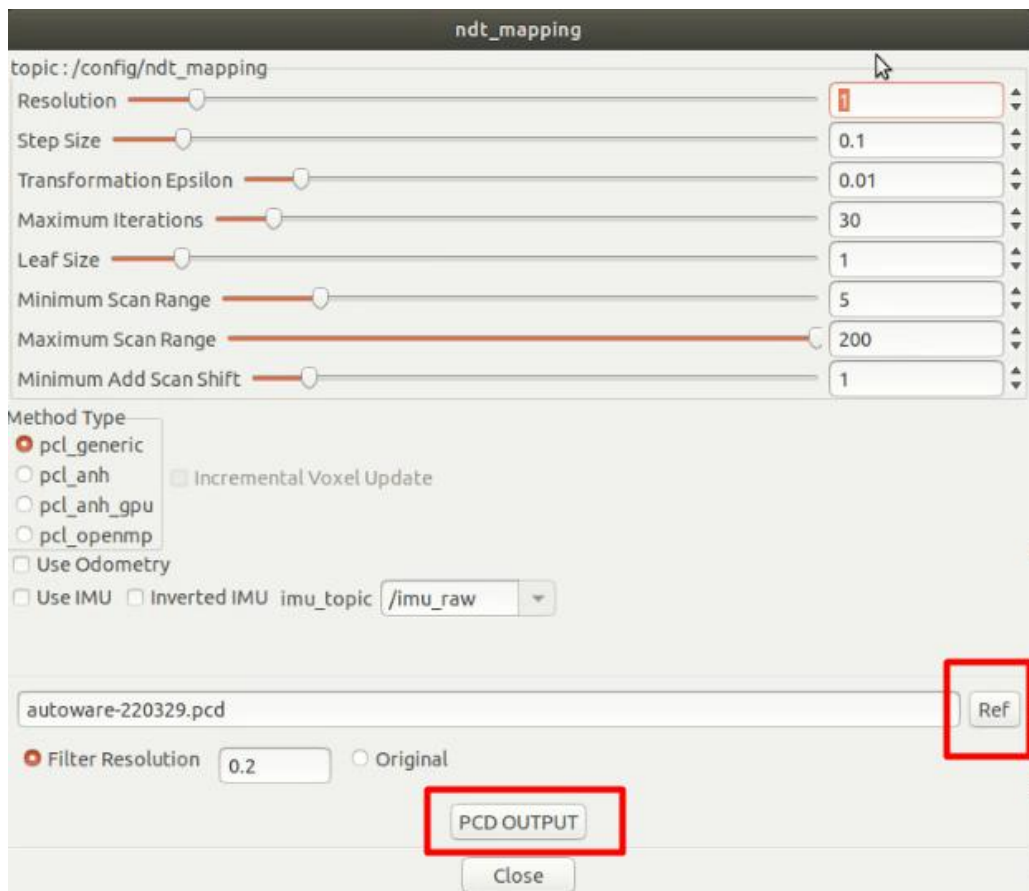 ndt_mapping
topic : /config/ndt_mapping
Resolution 1
Step Size 0.1
Transformation Epsilon 0.01
Maximum Iterations 30
Leaf Size 1
Minimum Scan Range 5
Maximum Scan Range 200
Minimum Add Scan Shift 1
Method Type
pcl_generic
pcl_anh Incremental Voxel Update
pcl_anh_gpu
pcl_openmp
Use Odometry
Use IMU Inverted IMU imu_topic /imu_raw
autoware-220329.pcd Ref
Filter Resolution 0.2 Original
PCD OUTPUT
Close